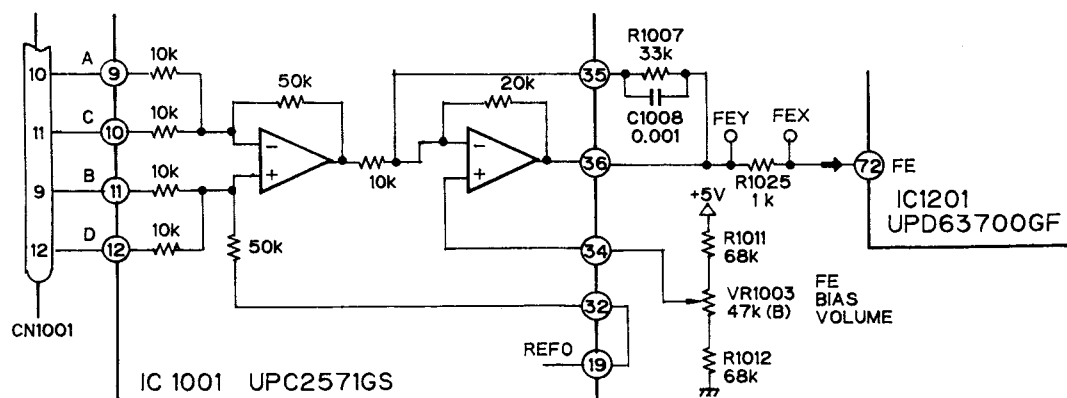 10 A 9 10k
11 C 10 10k
9 B 11 10k
12 D 12 10k
CN1001
50k
−
+
50k
10k
20k
−
+
35
36
34
32
19
REFO
IC 1001 UPC2571GS
R1007
33k
C1008
0.001
FEY
FEX
R1025
1k
72 FE
IC1201
UPD63700GF
+5V
R1011
68k
VR1003
47k (B)
FE
BIAS
VOLUME
R1012
68k